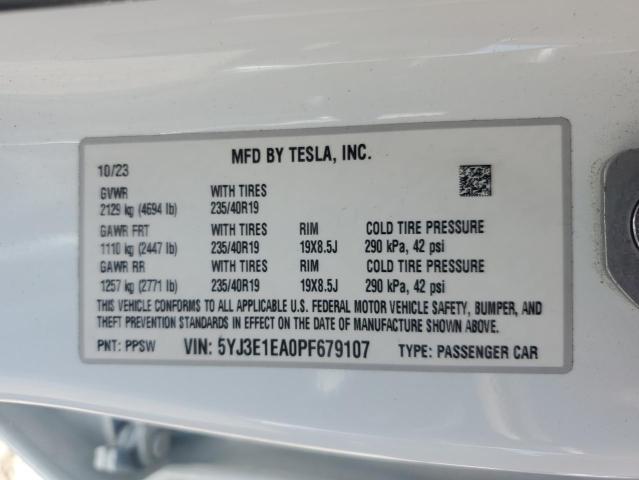 MFD BY TESLA, INC.
10/23
GVWR WITH TIRES
2129 kg (4694 lb) 235/40R19
GAWR FRT WITH TIRES RIM COLD TIRE PRESSURE
1110 kg (2447 lb) 235/40R19 19X8.5J 290 kPa, 42 psi
GAWR RR WITH TIRES RIM COLD TIRE PRESSURE
1257 kg (2771 lb) 235/40R19 19X8.5J 290 kPa, 42 psi
THIS VEHICLE CONFORMS TO ALL APPLICABLE U.S. FEDERAL MOTOR VEHICLE SAFETY, BUMPER, AND
THEFT PREVENTION STANDARDS IN EFFECT ON THE DATE OF MANUFACTURE SHOWN ABOVE.
PNT: PPSW VIN: 5YJ3E1EA0PF679107 TYPE: PASSENGER CAR